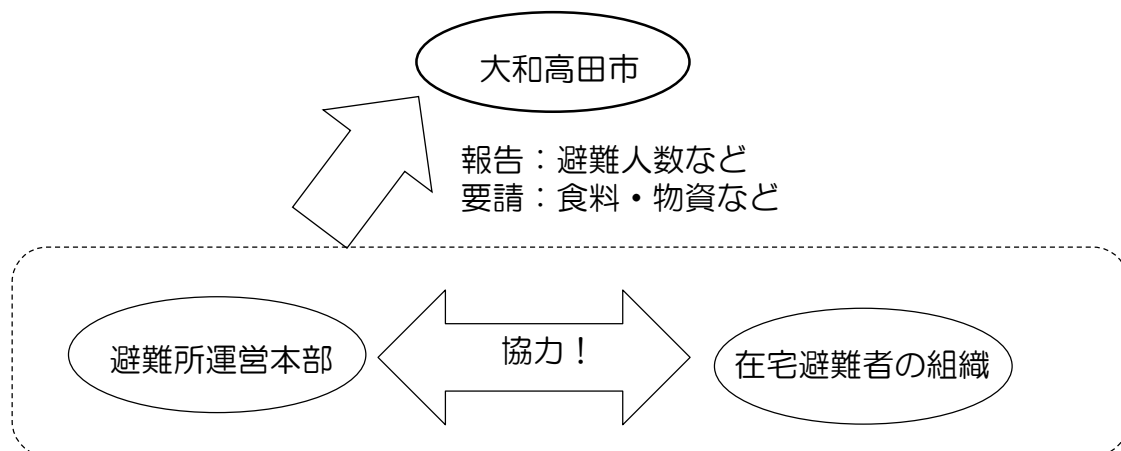 大和高田市
報告：避難人数など
要請：食料・物資など
避難所運営本部
協力！
在宅避難者の組織